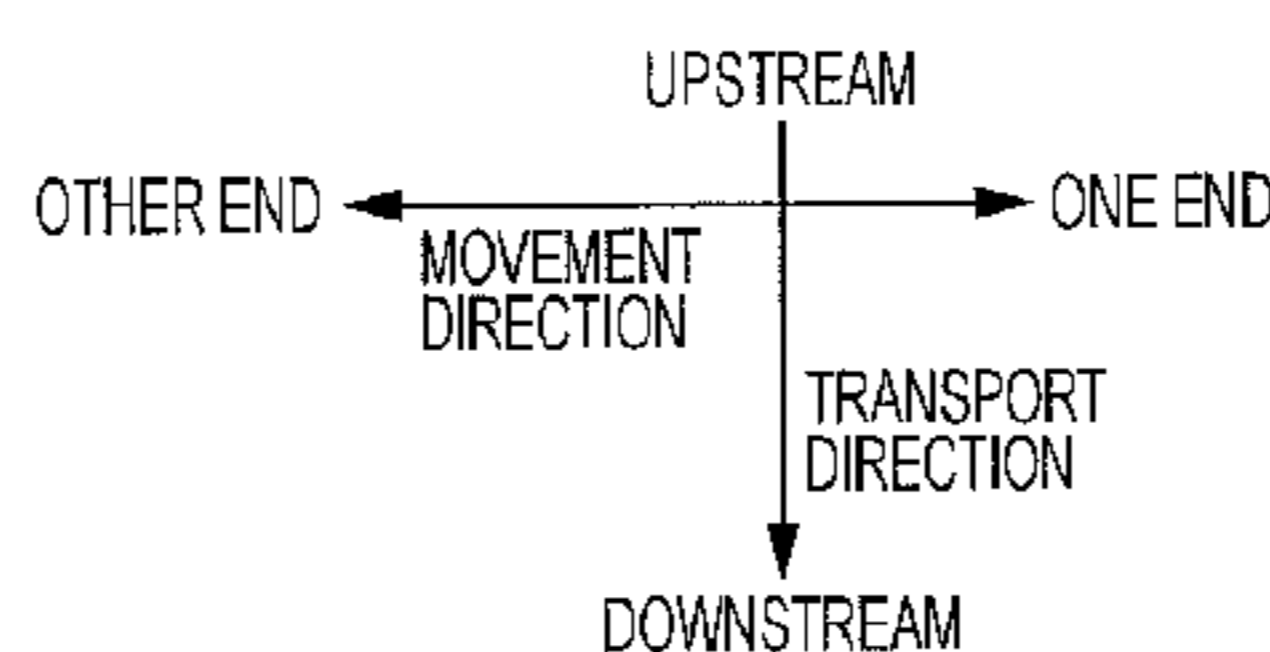 UPSTREAM
OTHER END
ONE END
MOVEMENT
DIRECTION
TRANSPORT
DIRECTION
DOWNSTREAM